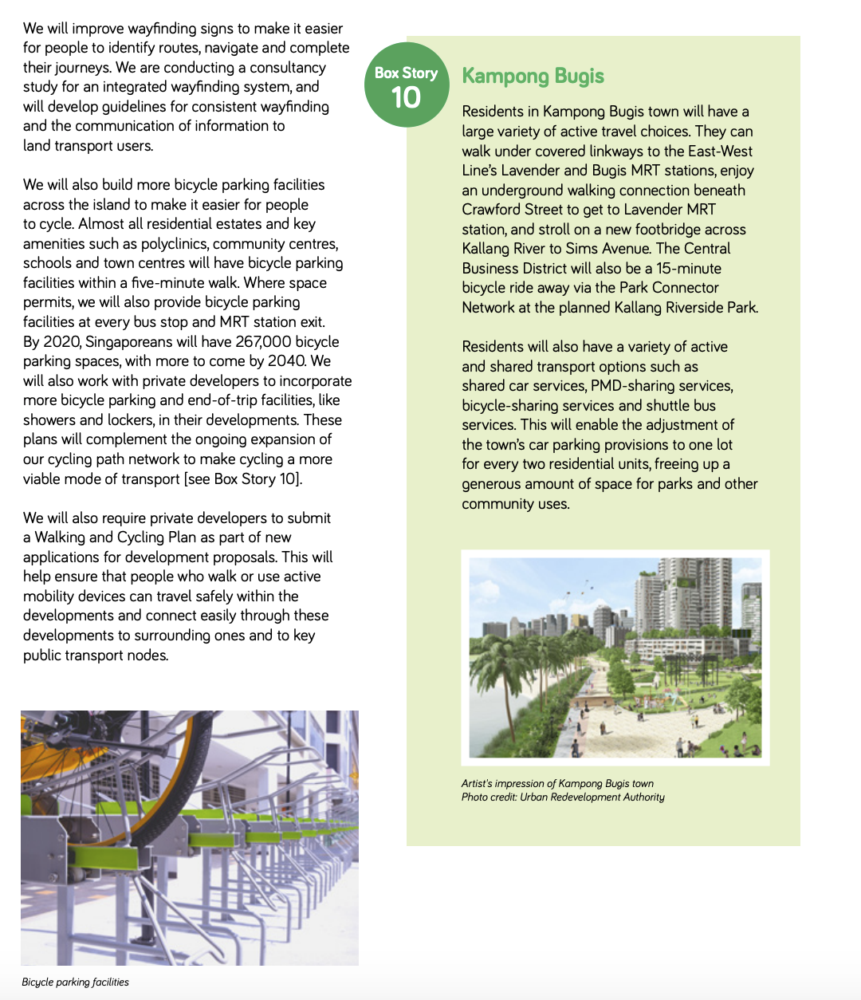 We will improve wayfinding signs to make it easier
for people to identify routes, navigate and complete
their journeys. We are conducting a consultancy
study for an integrated wayfinding system, and
will develop guidelines for consistent wayfinding
and the communication of information to
land transport users.
We will also build more bicycle parking facilities
across the island to make it easier for people
to cycle. Almost all residential estates and key
amenities such as polyclinics, community centres,
schools and town centres will have bicycle parking
facilities within a five-minute walk. Where space
permits, we will also provide bicycle parking
facilities at every bus stop and MRT station exit.
By 2020, Singaporeans will have 267,000 bicycle
parking spaces, with more to come by 2040. We
will also work with private developers to incorporate
more bicycle parking and end-of-trip facilities, like
showers and lockers, in their developments. These
plans will complement the ongoing expansion of
our cycling path network to make cycling a more
viable mode of transport [see Box Story 10].
We will also require private developers to submit
a Walking and Cycling Plan as part of new
applications for development proposals. This will
help ensure that people who walk or use active
mobility devices can travel safely within the
developments and connect easily through these
developments to surrounding ones and to key
public transport nodes.
Bicycle parking facilities
Box Story
10
Kampong Bugis
Residents in Kampong Bugis town will have a
large variety of active travel choices. They can
walk under covered linkways to the East-West
Line's Lavender and Bugis MRT stations, enjoy
an underground walking connection beneath
Crawford Street to get to Lavender MRT
station, and stroll on a new footbridge across
Kallang River to Sims Avenue. The Central
Business District will also be a 15-minute
bicycle ride away via the Park Connector
Network at the planned Kallang Riverside Park.
Residents will also have a variety of active
and shared transport options such as
shared car services, PMD-sharing services,
bicycle-sharing services and shuttle bus
services. This will enable the adjustment of
the town's car parking provisions to one lot
for every two residential units, freeing up a
generous amount of space for parks and other
community uses.
Artist's impression of Kampong Bugis town
Photo credit: Urban Redevelopment Authority